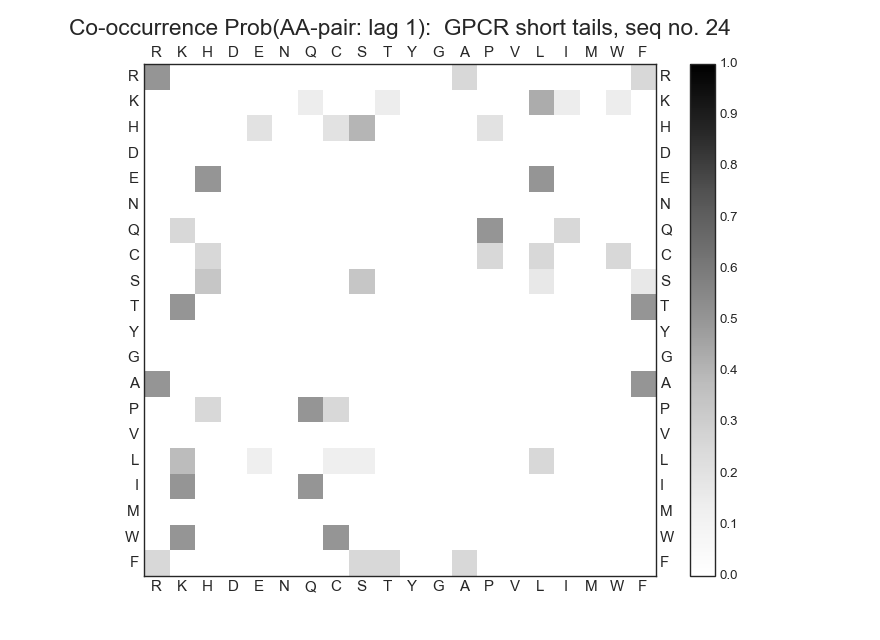 Co-occurrence Prob(AA-pair: lag 1):  GPCR short tails, seq no. 24
R K H D E N Q C S T Y G A P V L I M W F
R R 1.0
K K 0.9
H H
D D 0.8
E E
N N 0.7
Q Q
C C 0.6
S S
T T 0.5
Y Y
G G 0.4
A A
P P 0.3
V V
L L 0.2
I I
M M 0.1
W W
F F 0.0
R K H D E N Q C S T Y G A P V L I M W F